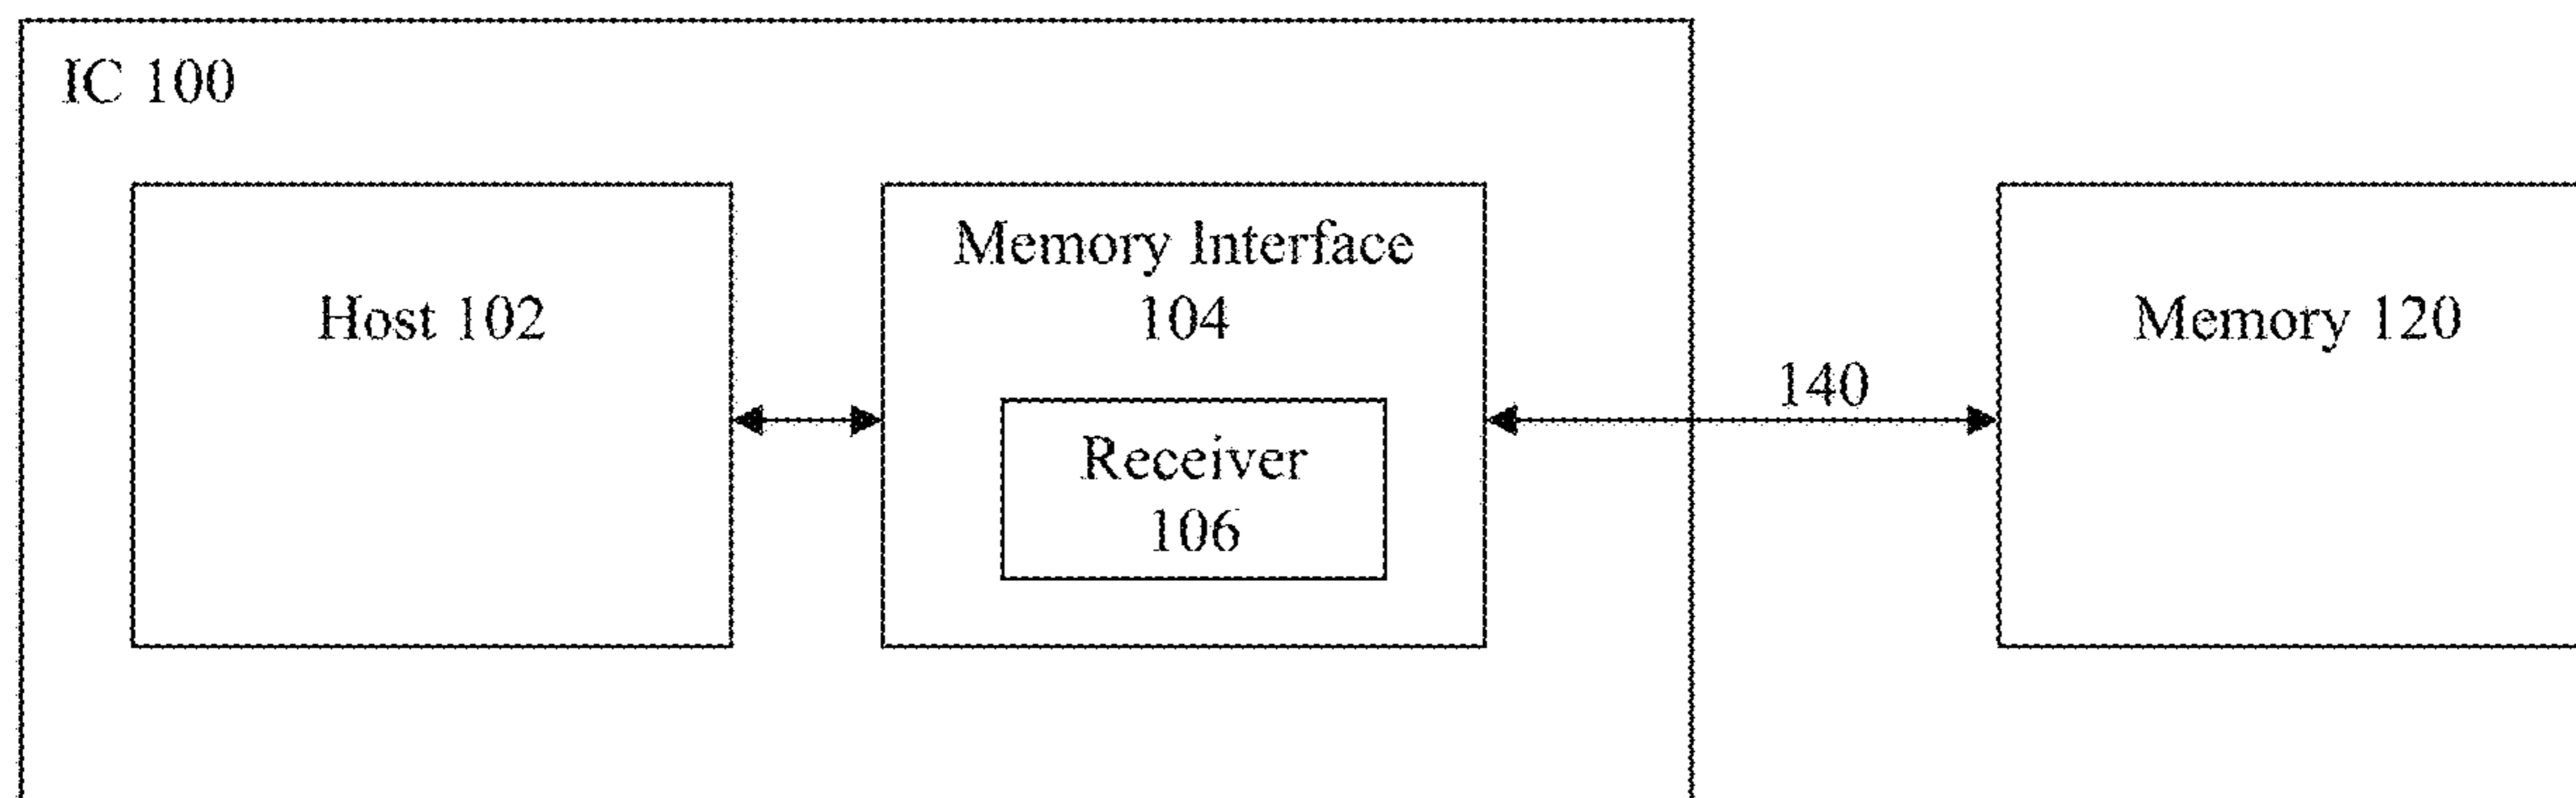 IC 100
Host 102
Memory Interface
104
Receiver
106
140
Memory 120